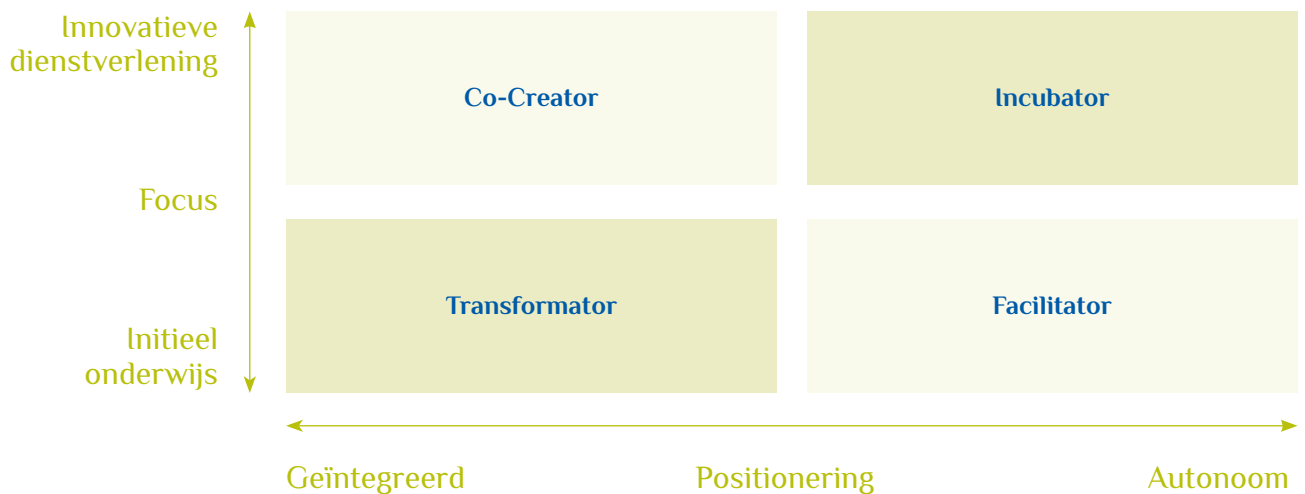 Innovatieve
dienstverlening
Co-Creator
Incubator
Focus
Transformator
Facilitator
Initieel
onderwijs
Geïntegreerd
Positionering
Autonoom